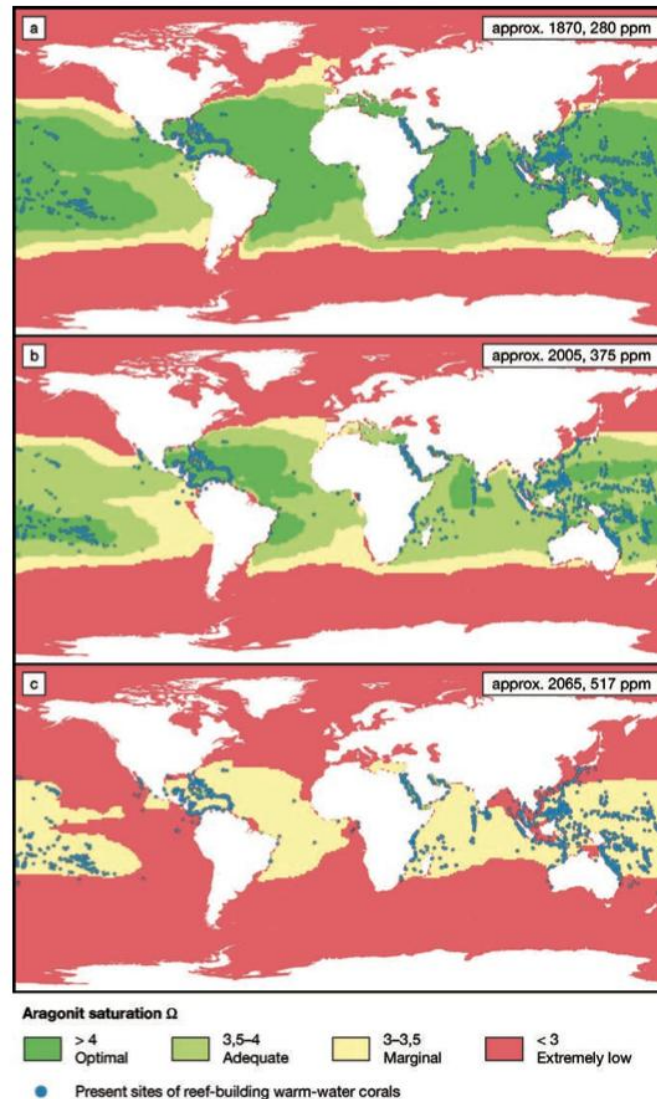 a
approx. 1870, 280 ppm
b
approx. 2005, 375 ppm
c
approx. 2065, 517 ppm
Aragonit saturation Ω
> 4
Optimal
3,5–4
Adequate
3–3,5
Marginal
< 3
Extremely low
Present sites of reef-building warm-water corals